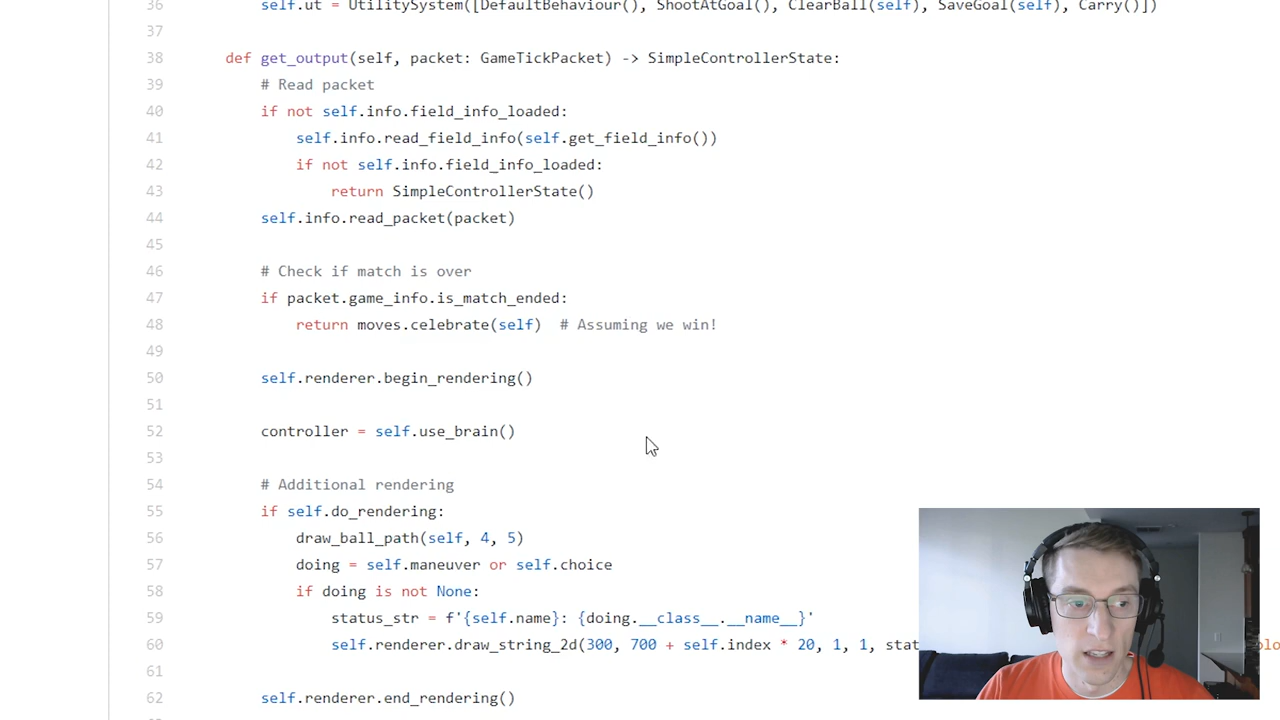 36 self.ut = UtilitySystem([DefaultBehaviour(), ShootAtGoal(), ClearBall(self), SaveGoal(self), Carry()])
37
38 def get_output(self, packet: GameTickPacket) -> SimpleControllerState:
39 # Read packet
40 if not self.info.field_info_loaded:
41 self.info.read_field_info(self.get_field_info())
42 if not self.info.field_info_loaded:
43 return SimpleControllerState()
44 self.info.read_packet(packet)
45
46 # Check if match is over
47 if packet.game_info.is_match_ended:
48 return moves.celebrate(self)  # Assuming we win!
49
50 self.renderer.begin_rendering()
51
52 controller = self.use_brain()
53
54 # Additional rendering
55 if self.do_rendering:
56 draw_ball_path(self, 4, 5)
57 doing = self.maneuver or self.choice
58 if doing is not None:
59 status_str = f'{self.name}: {doing.__class__.__name__}'
60 self.renderer.draw_string_2d(300, 700 + self.index * 20, 1, 1, stat
61
62 self.renderer.end_rendering()